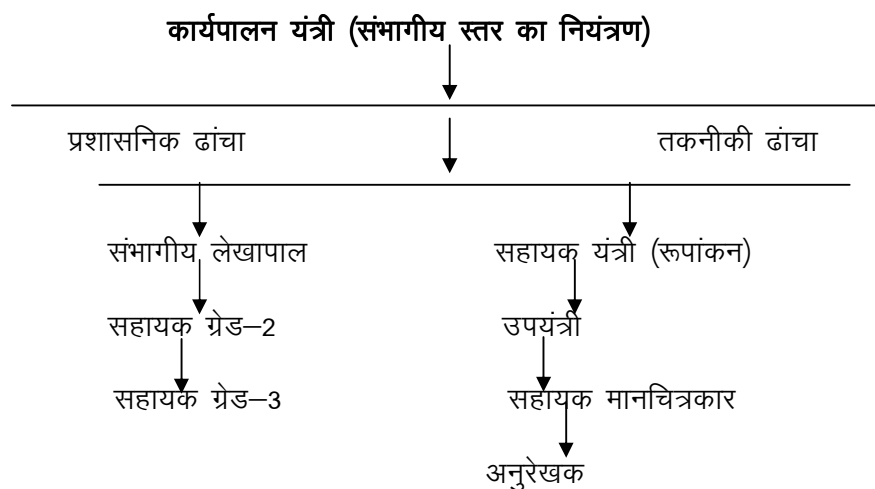 कार्यपालन यंत्री (संभागीय स्तर का नियंत्रण)
प्रशासनिक ढांचा तकनीकी ढांचा
संभागीय लेखापाल सहायक यंत्री (रूपांकन)
सहायक ग्रेड–2 उपयंत्री
सहायक ग्रेड–3 सहायक मानचित्रकार
अनुरेखक